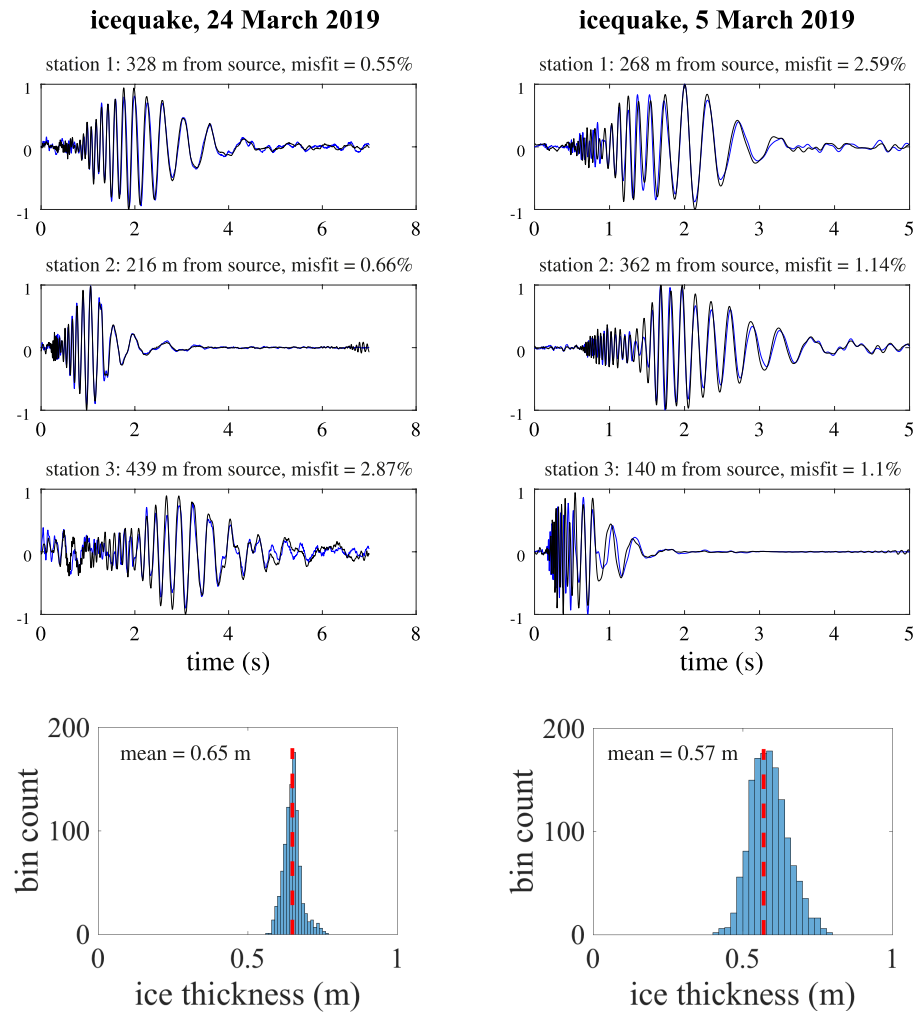 icequake, 24 March 2019
station 1: 328 m from source, misfit = 0.55%
1
0
-1
0 2 4 6 8
station 2: 216 m from source, misfit = 0.66%
1
0
-1
0 2 4 6 8
station 3: 439 m from source, misfit = 2.87%
1
0
-1
0 2 4 6 8
time (s)
200
mean = 0.65 m
bin count
100
0
0 0.5 1
ice thickness (m)
icequake, 5 March 2019
station 1: 268 m from source, misfit = 2.59%
1
0
-1
0 1 2 3 4 5
station 2: 362 m from source, misfit = 1.14%
1
0
-1
0 1 2 3 4 5
station 3: 140 m from source, misfit = 1.1%
1
0
-1
0 1 2 3 4 5
time (s)
200
mean = 0.57 m
bin count
100
0
0 0.5 1
ice thickness (m)